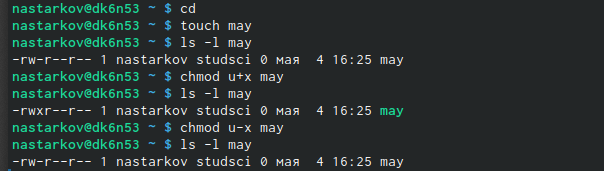 nastarkov@dk6n53 ~ $ cd
nastarkov@dk6n53 ~ $ touch may
nastarkov@dk6n53 ~ $ ls -l may
-rw-r--r-- 1 nastarkov studsci 0 мая  4 16:25 may
nastarkov@dk6n53 ~ $ chmod u+x may
nastarkov@dk6n53 ~ $ ls -l may
-rwxr--r-- 1 nastarkov studsci 0 мая  4 16:25 may
nastarkov@dk6n53 ~ $ chmod u-x may
nastarkov@dk6n53 ~ $ ls -l may
-rw-r--r-- 1 nastarkov studsci 0 мая  4 16:25 may